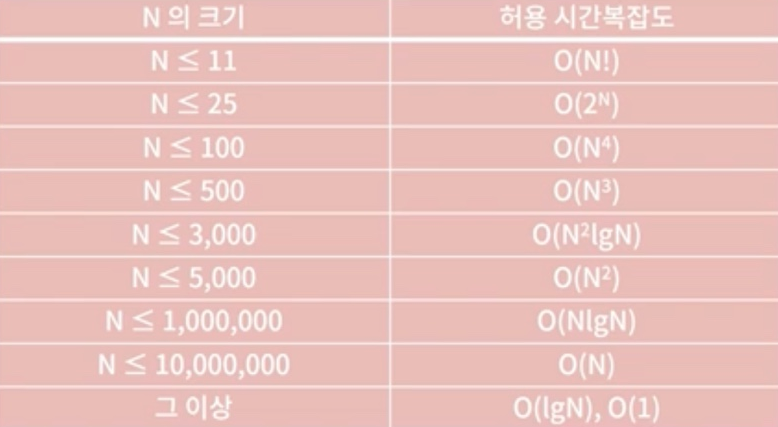 N 의 크기 허용 시간복잡도
N ≤ 11 O(N!)
N ≤ 25 O(2ᴺ)
N ≤ 100 O(N⁴)
N ≤ 500 O(N³)
N ≤ 3,000 O(N²lgN)
N ≤ 5,000 O(N²)
N ≤ 1,000,000 O(NlgN)
N ≤ 10,000,000 O(N)
그 이상 O(lgN), O(1)